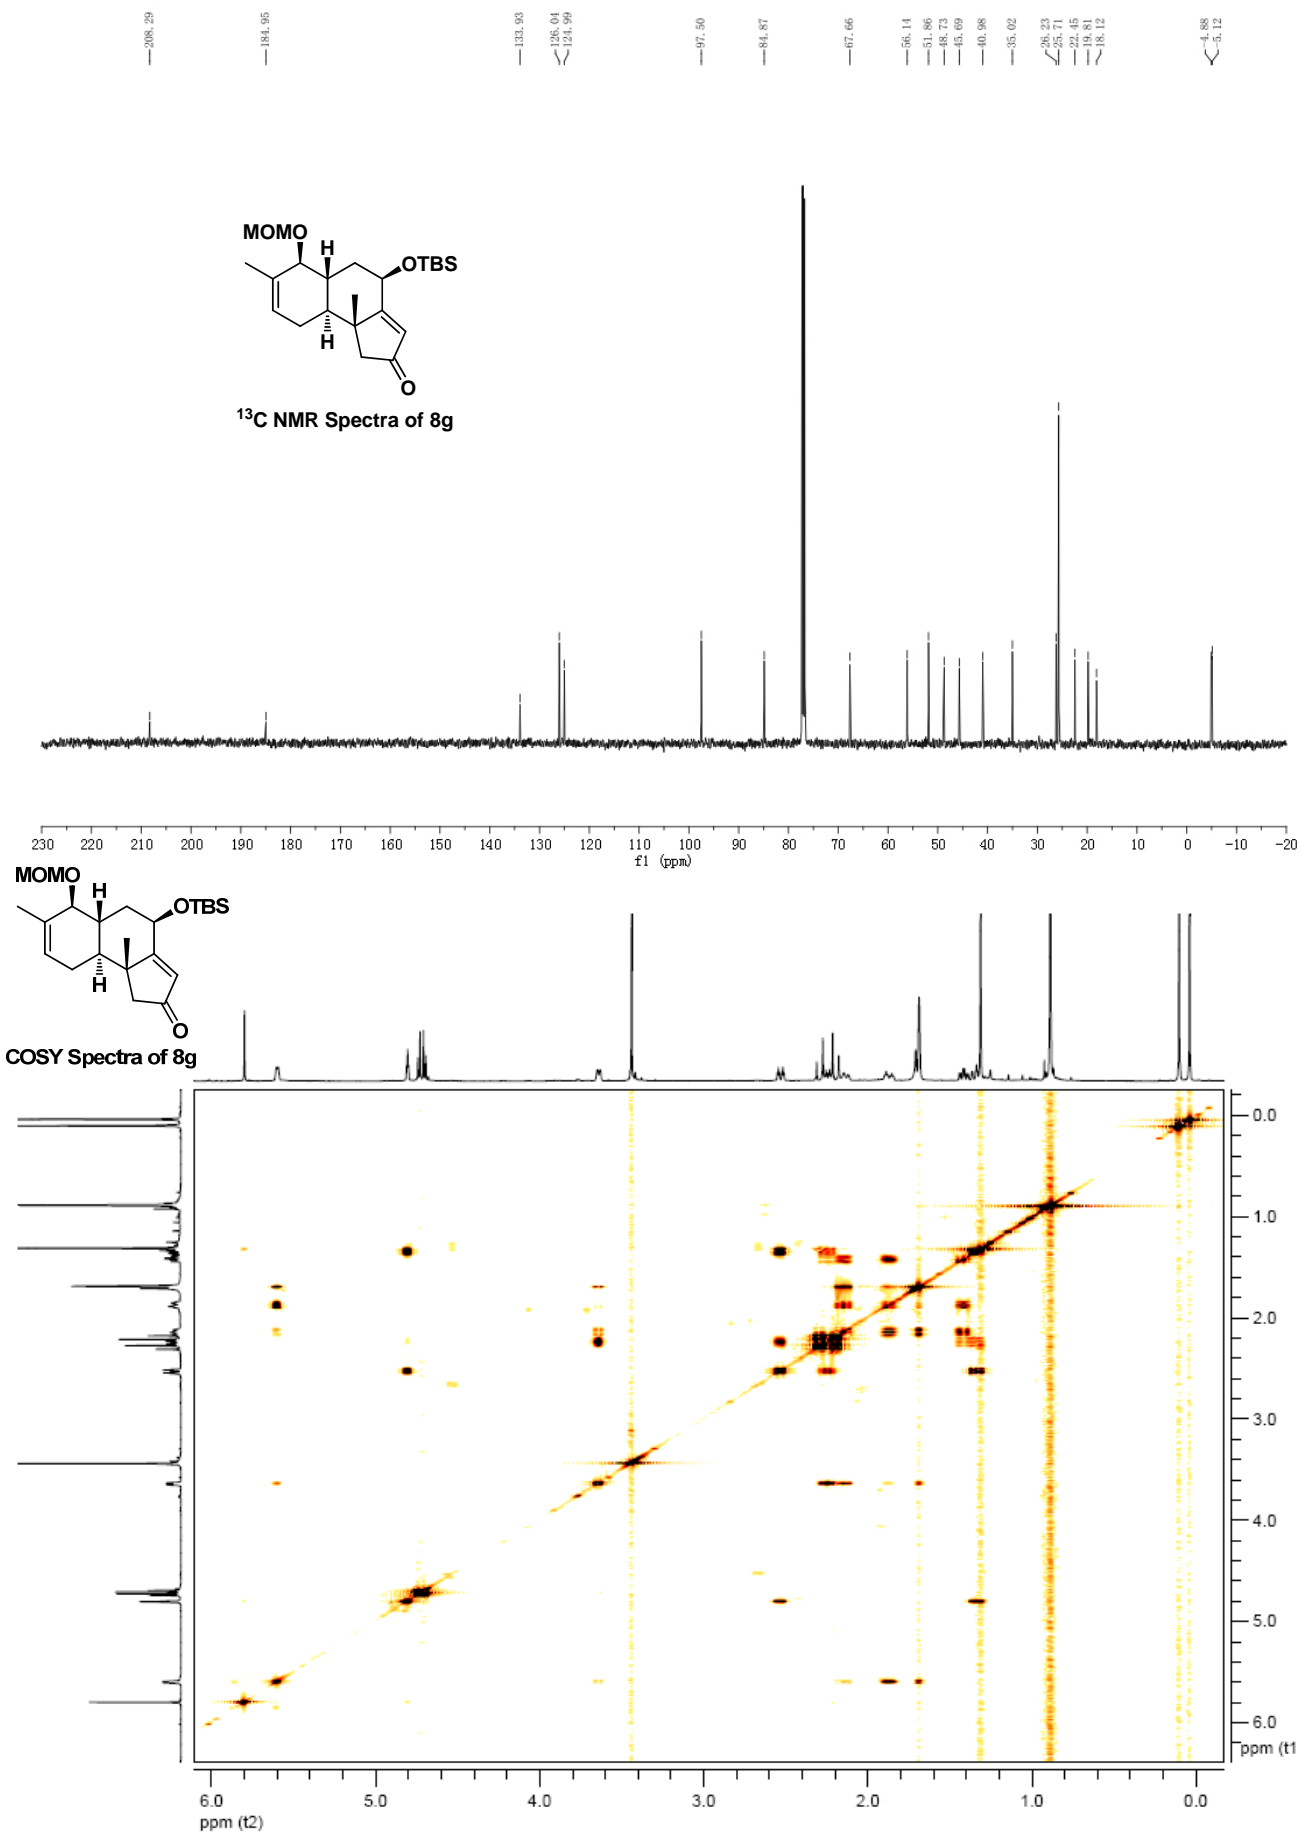 208.29 184.95 133.93 126.04 124.99 97.50 84.87 67.66 56.14 51.86 48.73 45.69 40.98 35.02 26.23 25.71 22.45 19.81 18.12 -4.88 -5.12
MOMO
H
OTBS
H
O
13C NMR Spectra of 8g
230 220 210 200 190 180 170 160 150 140 130 120 110 100 90 80 70 60 50 40 30 20 10 0 -10 -20
f1 (ppm)
MOMO
H
OTBS
H
O
COSY Spectra of 8g
0.0
1.0
2.0
3.0
4.0
5.0
6.0
ppm (t1
6.0 5.0 4.0 3.0 2.0 1.0 0.0
ppm (t2)